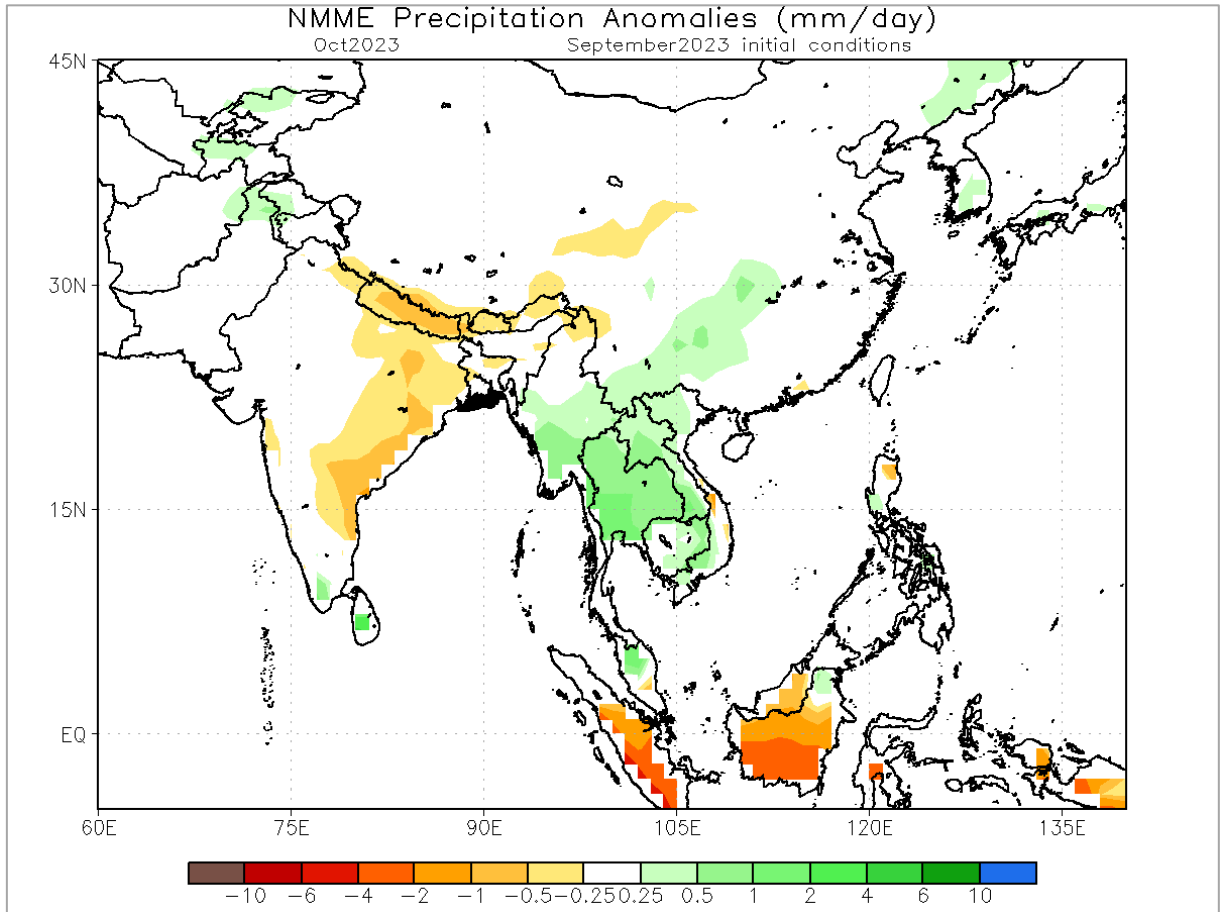 NMME Precipitation Anomalies (mm/day)
Oct2023 September2023 initial conditions
45N
30N
15N
EQ
60E 75E 90E 105E 120E 135E
-10 -6 -4 -2 -1 -0.5 -0.25 0.25 0.5 1 2 4 6 10